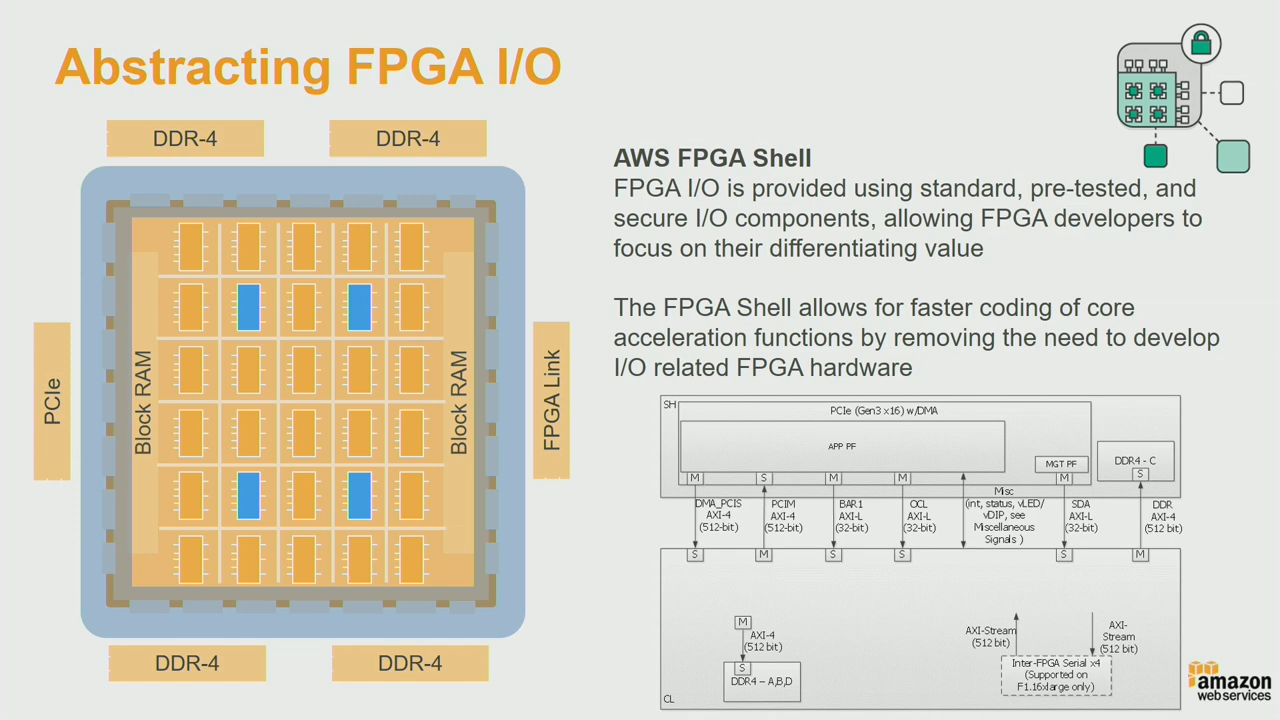 Abstracting FPGA I/O
DDR-4
DDR-4
PCIe
Block RAM
Block RAM
FPGA Link
DDR-4
DDR-4
AWS FPGA Shell
FPGA I/O is provided using standard, pre-tested, and
secure I/O components, allowing FPGA developers to
focus on their differentiating value
The FPGA Shell allows for faster coding of core
acceleration functions by removing the need to develop
I/O related FPGA hardware
SH
PCIe (Gen3 x16) w/DMA
APP PF
MGT PF
DDR4 - C
M
S
M
M
M
S
DMA_PCIS
AXI-4
(512-bit)
PCIM
AXI-4
(512-bit)
BAR1
AXI-L
(32-bit)
OCL
AXI-L
(32-bit)
Misc
(int, status, vLED/
vDIP, see
Miscellaneous
Signals )
SDA
AXI-L
(32-bit)
DDR
AXI-4
(512 bit)
S
M
S
S
S
M
M
AXI-4
(512 bit)
S
DDR4 – A,B,D
AXI-Stream
(512 bit)
AXI-
Stream
(512 bit)
Inter-FPGA Serial x4
(Supported on
F1.16xlarge only)
CL
amazon
web services